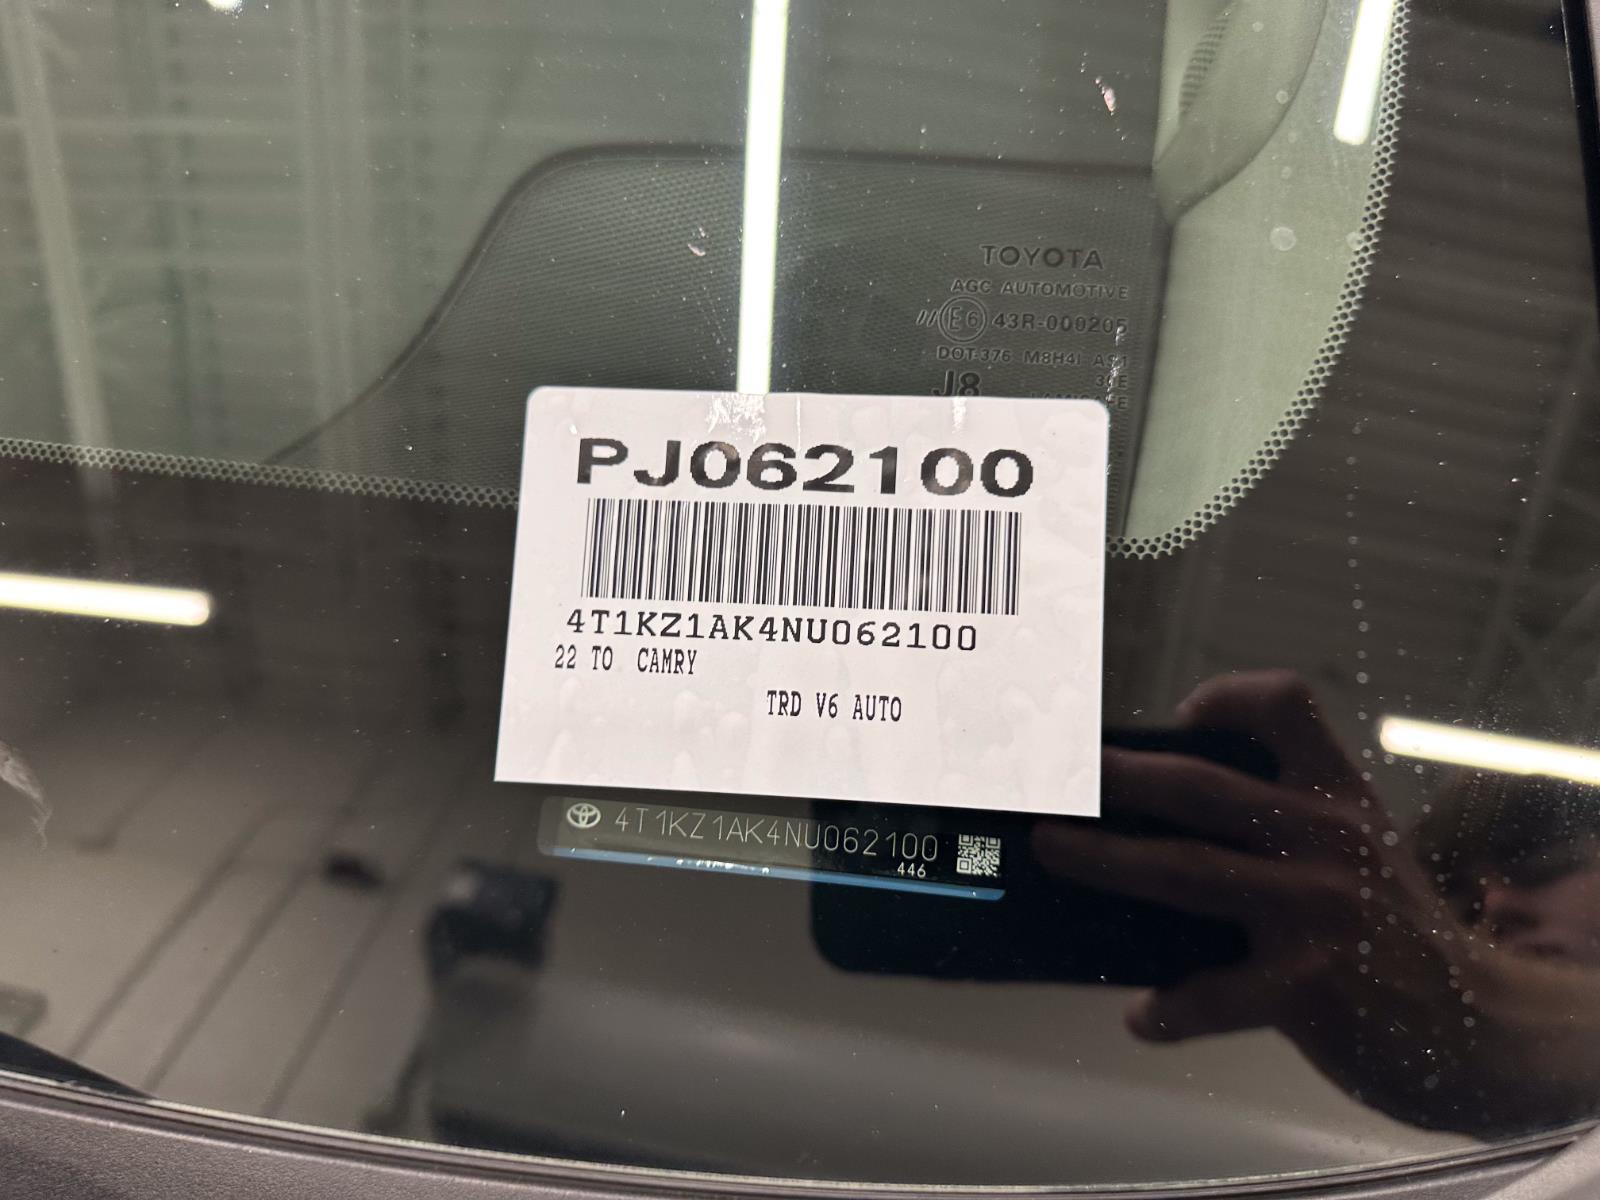 TOYOTA
AGC AUTOMOTIVE
E6 43R-000205
DOT-376 M8H4I AS1
J8
PJ062100
4T1KZ1AK4NU062100
22 TO CAMRY
TRD V6 AUTO
4T1KZ1AK4NU062100
446